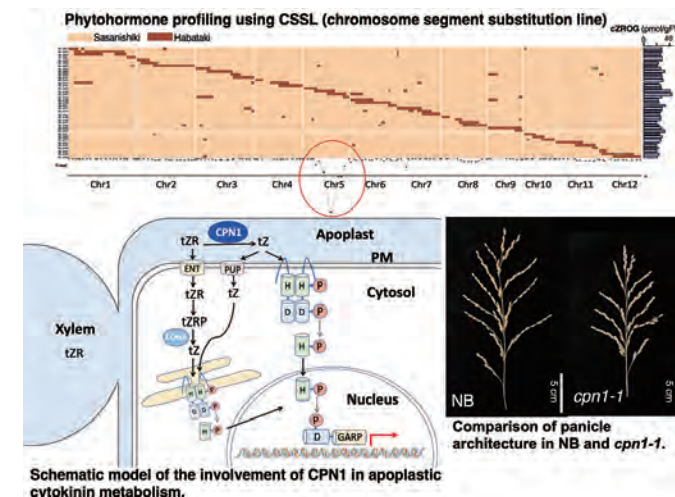 Phytohormone profiling using CSSL (chromosome segment substitution line)
Sasanishiki Habataki
cZROG (pmol/gF
0 40
Chr1 Chr2 Chr3 Chr4 Chr5 Chr6 Chr7 Chr8 Chr9 Chr10 Chr11 Chr12
CPN1
tZR tZ
Apoplast
PM
ENT PUP
H H P
Cytosol
tZR tZ
D D P
Xylem
tZR
tZRP
tZ
H P
H H P
D D P
H P
H P
Nucleus
P
D GARP
NB
5 cm
cpn1-1
5 cm
Comparison of panicle
architecture in NB and cpn1-1.
Schematic model of the involvement of CPN1 in apoplastic
cytokinin metabolism.